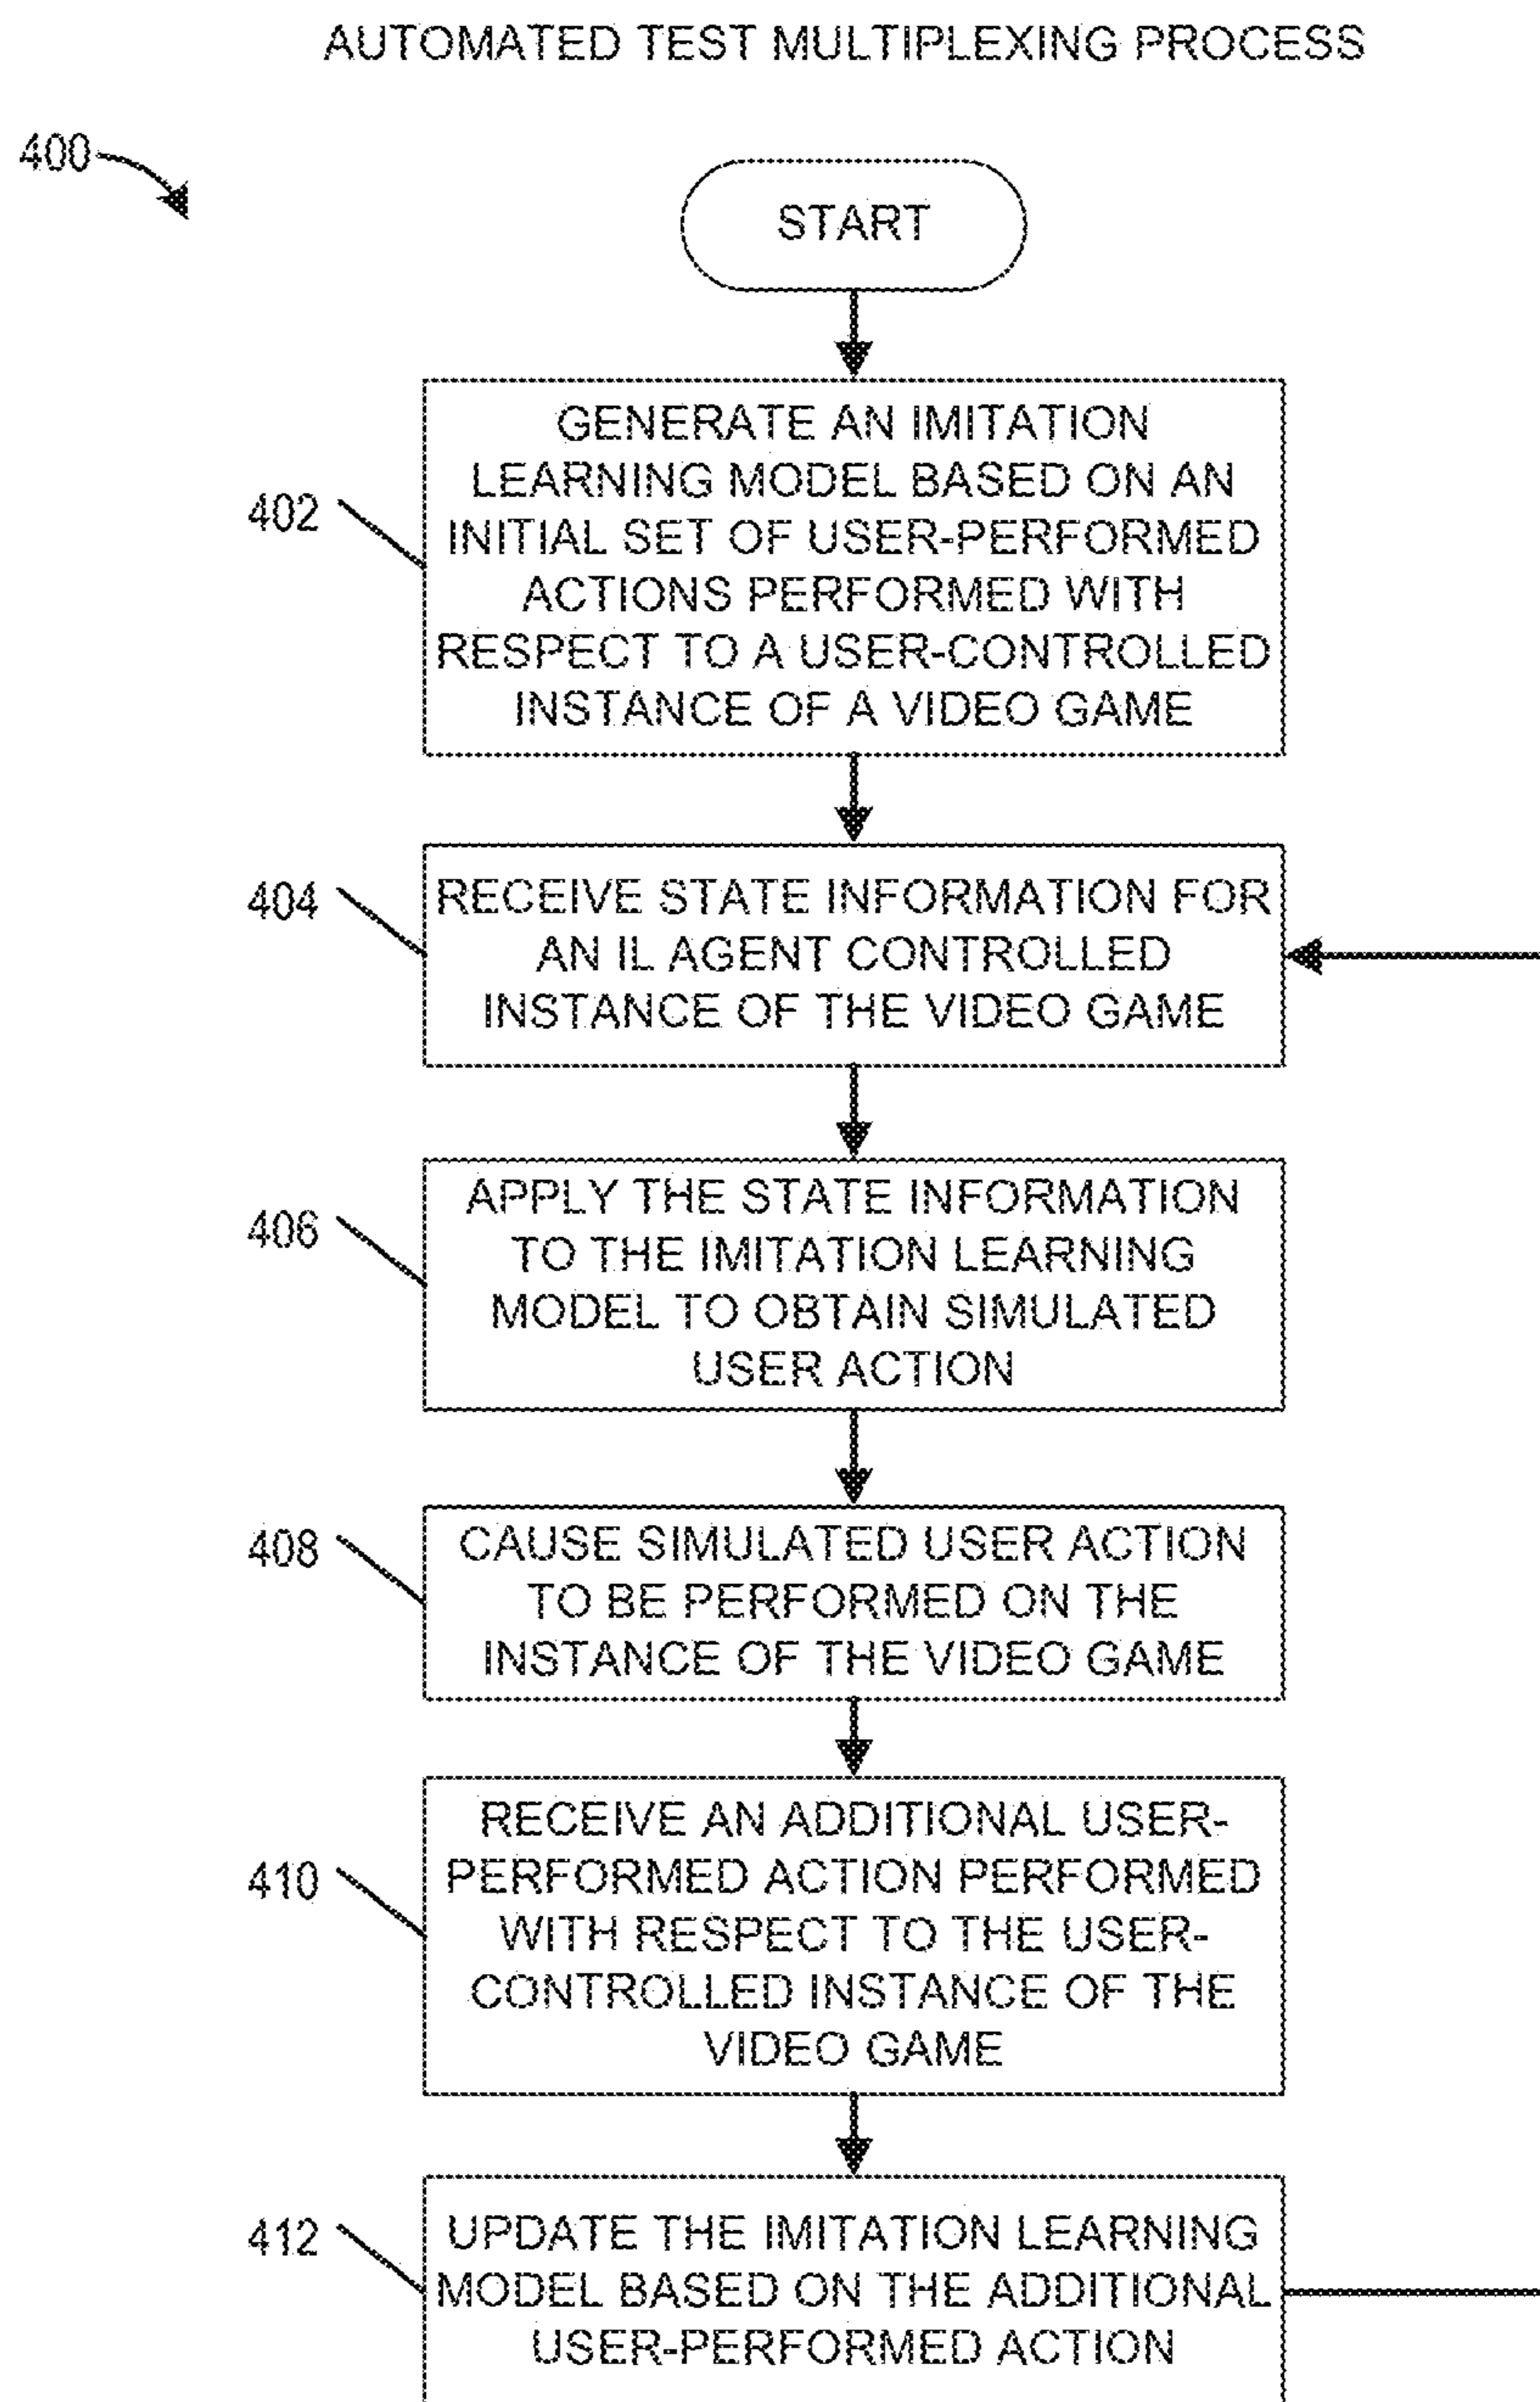 AUTOMATED TEST MULTIPLEXING PROCESS
400
START
402
GENERATE AN IMITATION
LEARNING MODEL BASED ON AN
INITIAL SET OF USER-PERFORMED
ACTIONS PERFORMED WITH
RESPECT TO A USER-CONTROLLED
INSTANCE OF A VIDEO GAME
404
RECEIVE STATE INFORMATION FOR
AN IL AGENT CONTROLLED
INSTANCE OF THE VIDEO GAME
406
APPLY THE STATE INFORMATION
TO THE IMITATION LEARNING
MODEL TO OBTAIN SIMULATED
USER ACTION
408
CAUSE SIMULATED USER ACTION
TO BE PERFORMED ON THE
INSTANCE OF THE VIDEO GAME
410
RECEIVE AN ADDITIONAL USER-
PERFORMED ACTION PERFORMED
WITH RESPECT TO THE USER-
CONTROLLED INSTANCE OF THE
VIDEO GAME
412
UPDATE THE IMITATION LEARNING
MODEL BASED ON THE ADDITIONAL
USER-PERFORMED ACTION